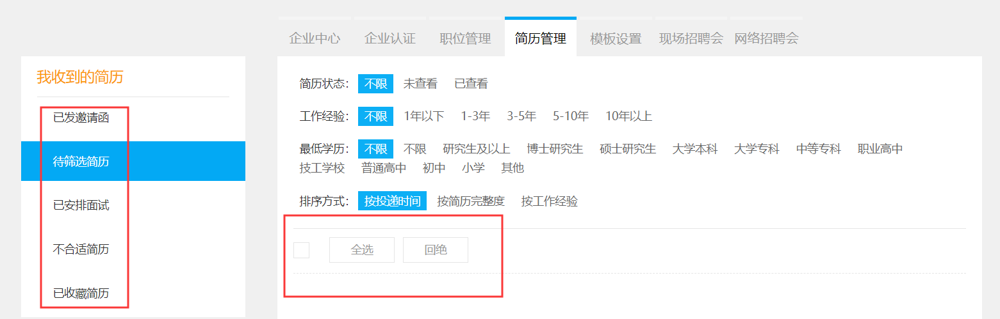 企业中心 企业认证 职位管理 简历管理 模板设置 现场招聘会 网络招聘会
我收到的简历
已发邀请函
待筛选简历
已安排面试
不合适简历
已收藏简历
简历状态： 不限 未查看 已查看
工作经验： 不限 1年以下 1-3年 3-5年 5-10年 10年以上
最低学历： 不限 不限 研究生及以上 博士研究生 硕士研究生 大学本科 大学专科 中等专科 职业高中
技工学校 普通高中 初中 小学 其他
排序方式： 按投递时间 按简历完整度 按工作经验
全选 回绝